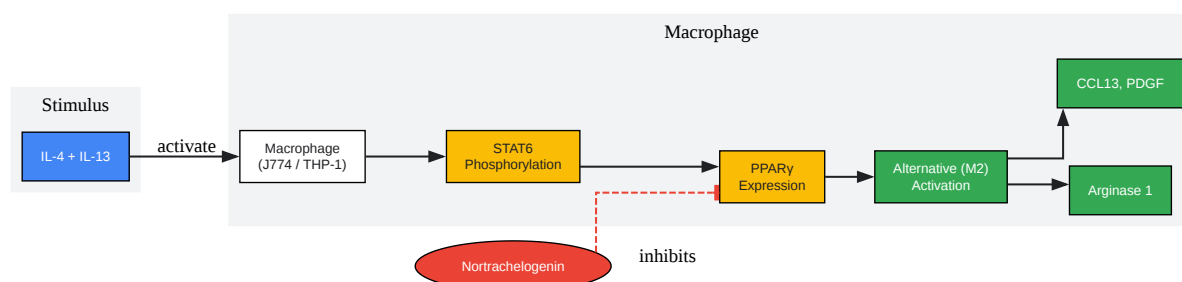 Macrophage
Stimulus
IL-4 + IL-13
activate
Macrophage
(J774 / THP-1)
STAT6
Phosphorylation
PPARγ
Expression
Alternative (M2)
Activation
CCL13, PDGF
Arginase 1
Nortrachelogenin
inhibits